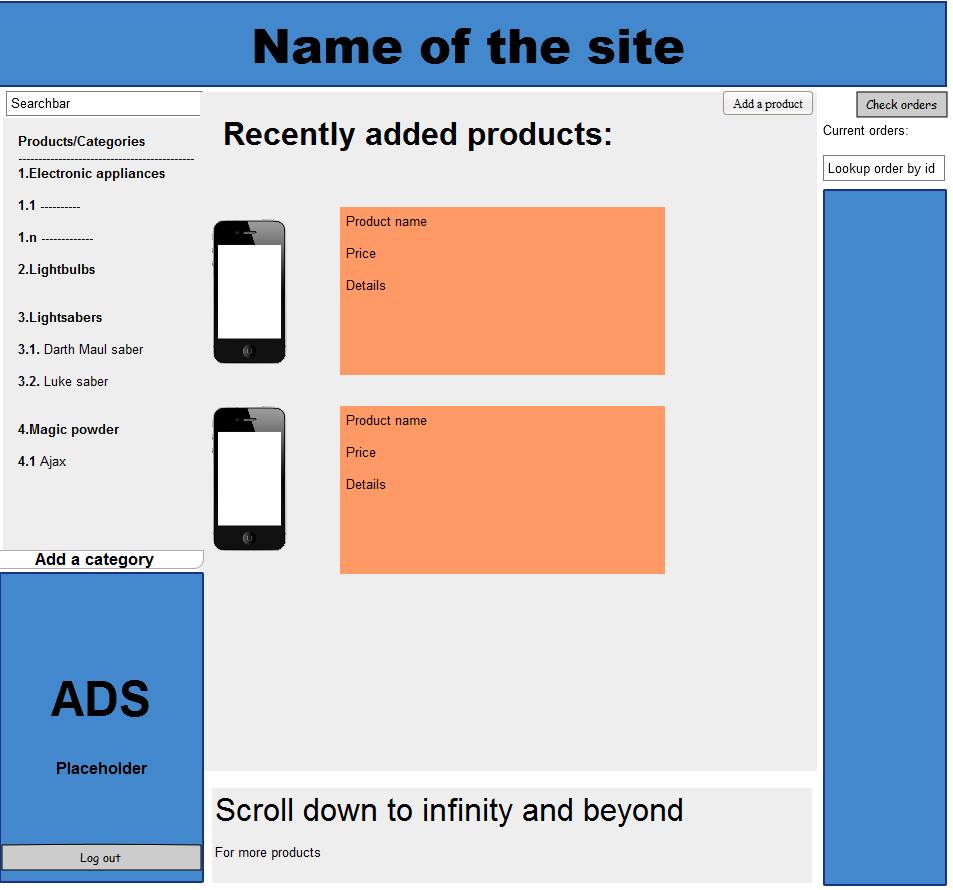 Name of the site
Searchbar
Products/Categories
--------------------------------------------
1.Electronic appliances
1.1 ----------
1.n -------------
2.Lightbulbs
3.Lightsabers
3.1. Darth Maul saber
3.2. Luke saber
4.Magic powder
4.1 Ajax
Add a category
ADS
Placeholder
Log out
Add a product
Recently added products:
Product name
Price
Details
Product name
Price
Details
Scroll down to infinity and beyond
For more products
Check orders
Current orders:
Lookup order by id